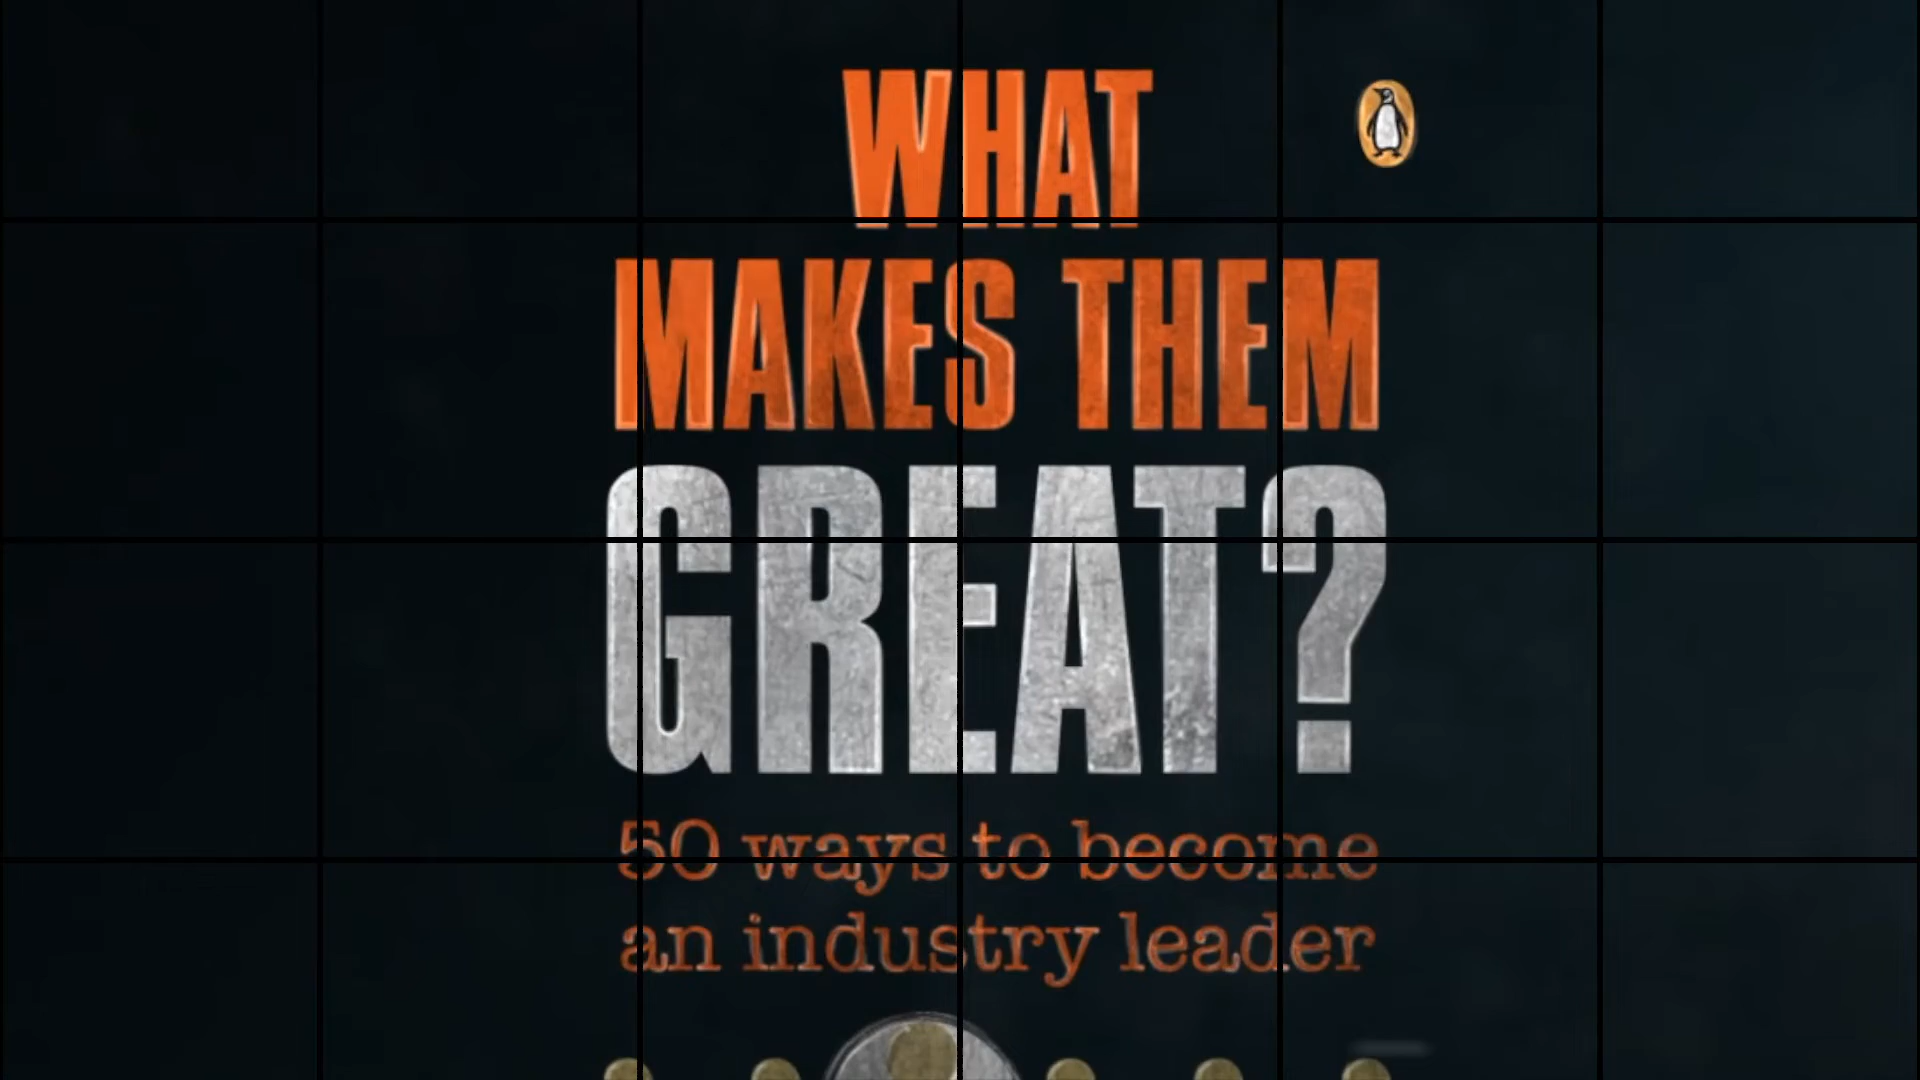 WHAT
MAKES THEM
GREAT?
50 ways to become
an industry leader